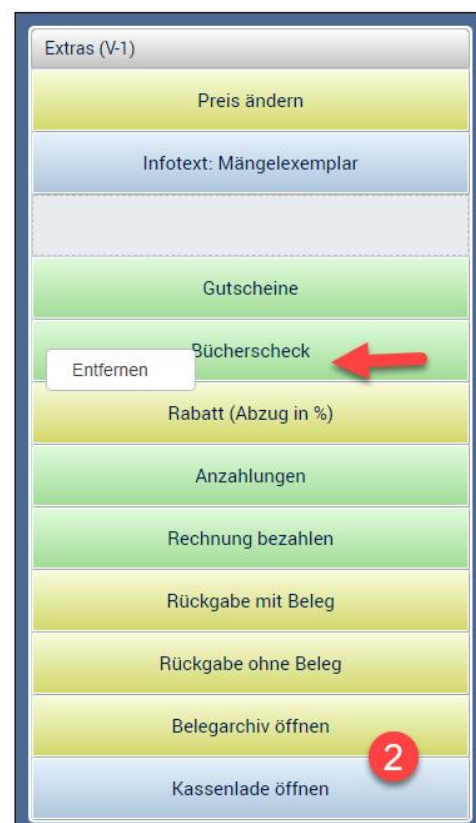 Extras (V-1)
Preis ändern
Infotext: Mängelexemplar
Gutscheine
Bücherscheck
Entfernen
Rabatt (Abzug in %)
Anzahlungen
Rechnung bezahlen
Rückgabe mit Beleg
Rückgabe ohne Beleg
Belegarchiv öffnen
2
Kassenlade öffnen